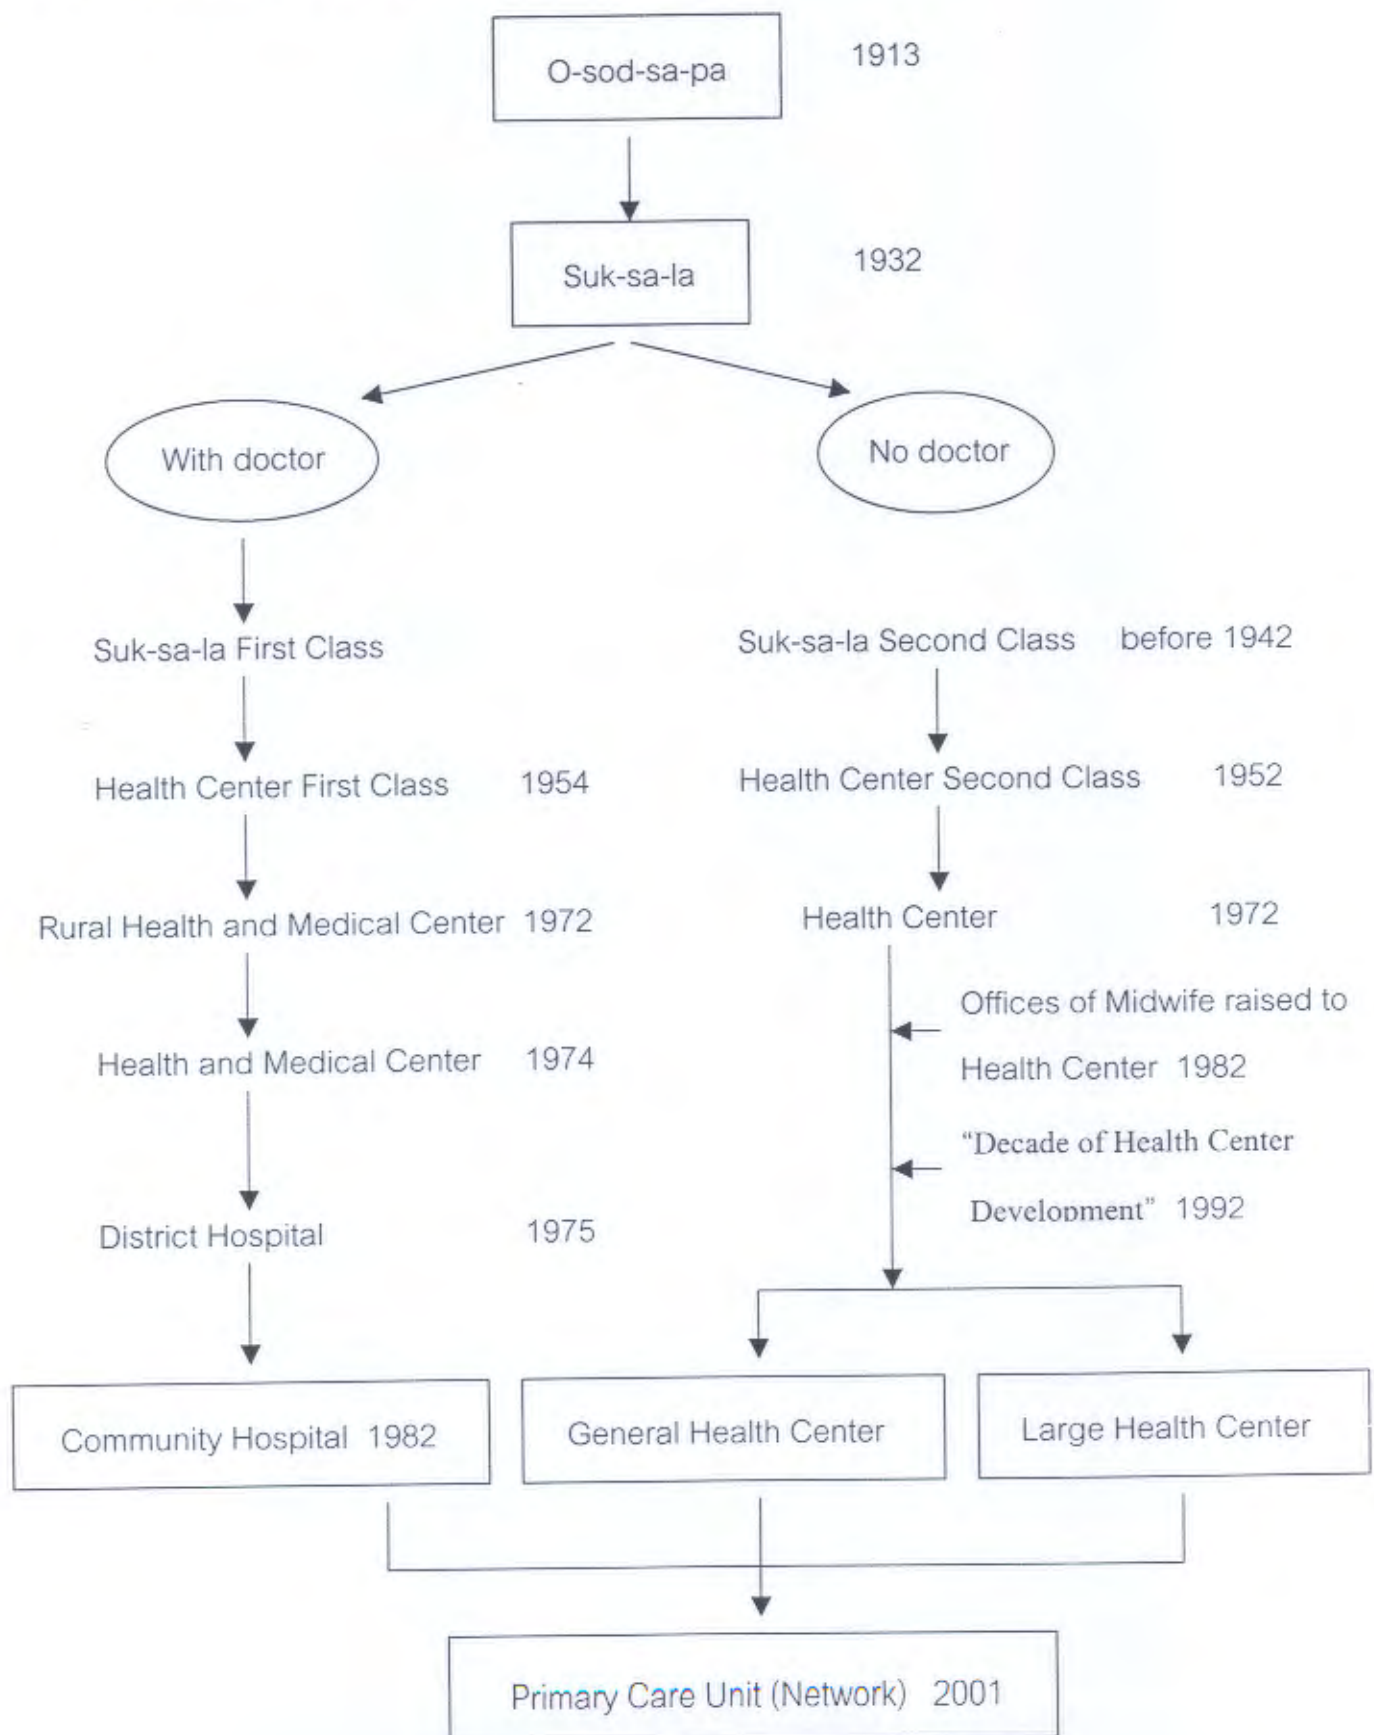 O-sod-sa-pa 1913
Suk-sa-la 1932
With doctor
No doctor
Suk-sa-la First Class
Suk-sa-la Second Class before 1942
Health Center First Class 1954
Health Center Second Class 1952
Rural Health and Medical Center 1972
Health Center 1972
Offices of Midwife raised to
Health Center 1982
Health and Medical Center 1974
“Decade of Health Center
Development” 1992
District Hospital 1975
Community Hospital 1982
General Health Center
Large Health Center
Primary Care Unit (Network) 2001